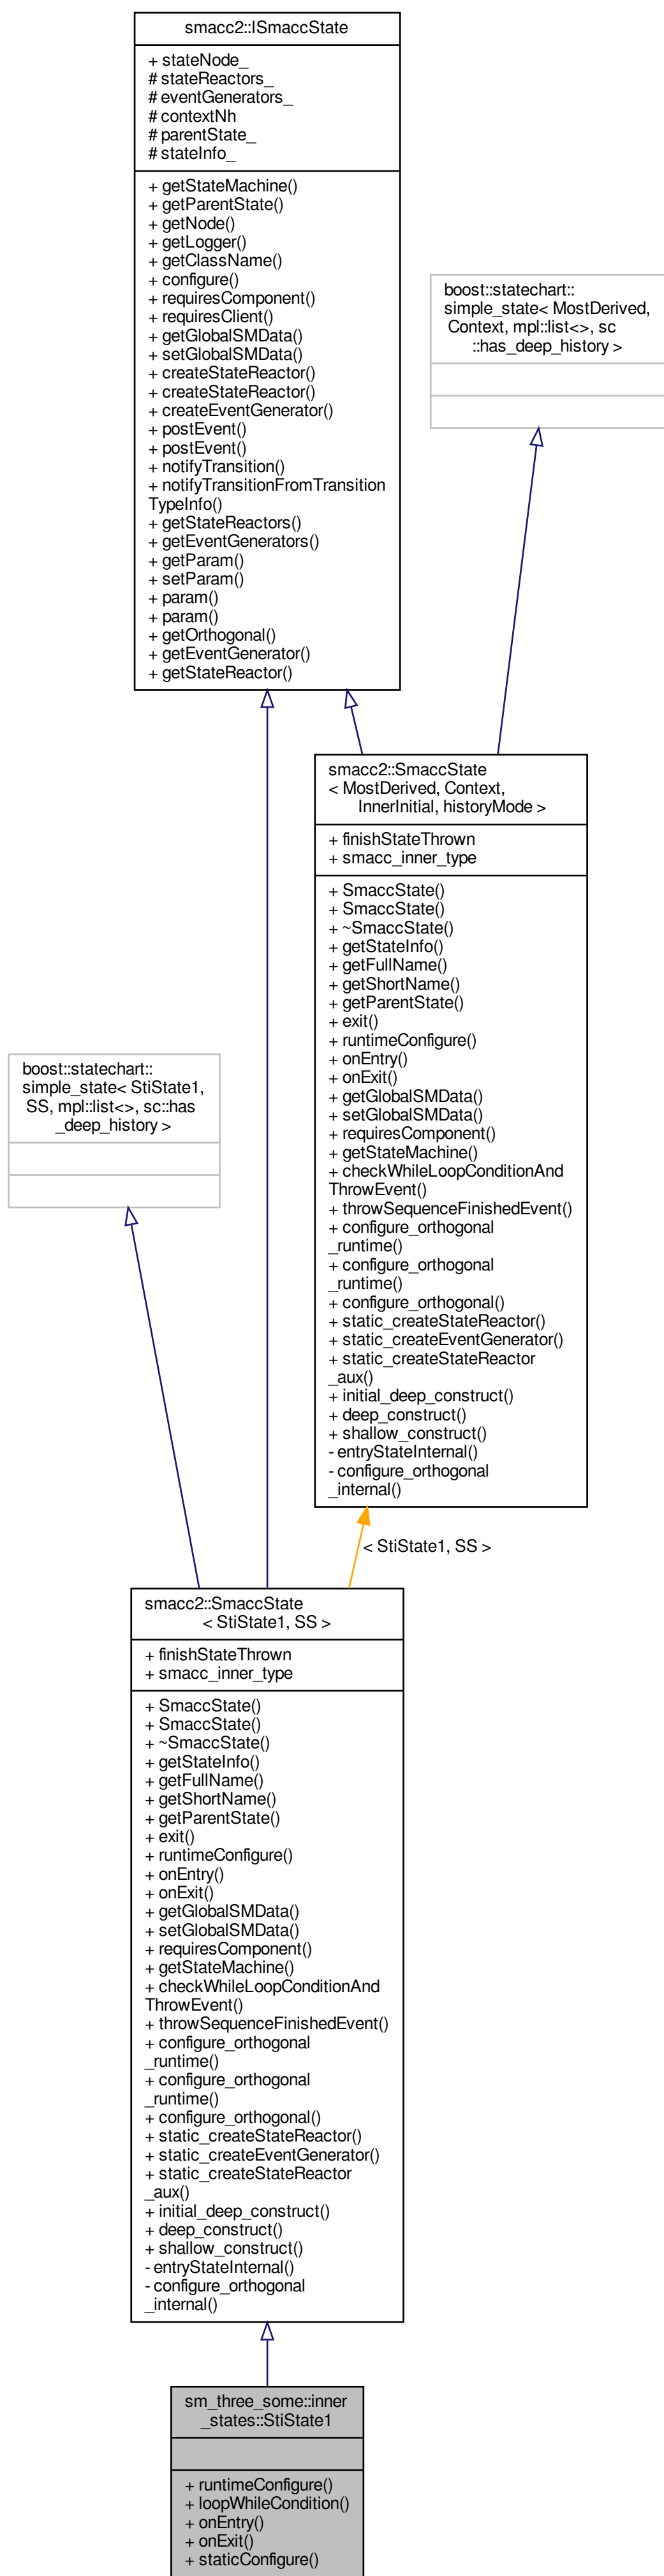 smacc2::ISmaccState
+ stateNode_
# stateReactors_
# eventGenerators_
# contextNh
# parentState_
# stateInfo_
+ getStateMachine()
+ getParentState()
+ getNode()
+ getLogger()
+ getClassName()
+ configure()
+ requiresComponent()
+ requiresClient()
+ getGlobalSMData()
+ setGlobalSMData()
+ createStateReactor()
+ createStateReactor()
+ createEventGenerator()
+ postEvent()
+ postEvent()
+ notifyTransition()
+ notifyTransitionFromTransition
TypeInfo()
+ getStateReactors()
+ getEventGenerators()
+ getParam()
+ setParam()
+ param()
+ param()
+ getOrthogonal()
+ getEventGenerator()
+ getStateReactor()
boost::statechart::
simple_state< MostDerived,
Context, mpl::list<>, sc
::has_deep_history >
smacc2::SmaccState
< MostDerived, Context,
InnerInitial, historyMode >
+ finishStateThrown
+ smacc_inner_type
+ SmaccState()
+ SmaccState()
+ ~SmaccState()
+ getStateInfo()
+ getFullName()
+ getShortName()
+ getParentState()
+ exit()
+ runtimeConfigure()
+ onEntry()
+ onExit()
+ getGlobalSMData()
+ setGlobalSMData()
+ requiresComponent()
+ getStateMachine()
+ checkWhileLoopConditionAnd
ThrowEvent()
+ throwSequenceFinishedEvent()
+ configure_orthogonal
_runtime()
+ configure_orthogonal
_runtime()
+ configure_orthogonal()
+ static_createStateReactor()
+ static_createEventGenerator()
+ static_createStateReactor
_aux()
+ initial_deep_construct()
+ deep_construct()
+ shallow_construct()
- entryStateInternal()
- configure_orthogonal
_internal()
boost::statechart::
simple_state< StiState1,
SS, mpl::list<>, sc::has
_deep_history >
< StiState1, SS >
smacc2::SmaccState
< StiState1, SS >
+ finishStateThrown
+ smacc_inner_type
+ SmaccState()
+ SmaccState()
+ ~SmaccState()
+ getStateInfo()
+ getFullName()
+ getShortName()
+ getParentState()
+ exit()
+ runtimeConfigure()
+ onEntry()
+ onExit()
+ getGlobalSMData()
+ setGlobalSMData()
+ requiresComponent()
+ getStateMachine()
+ checkWhileLoopConditionAnd
ThrowEvent()
+ throwSequenceFinishedEvent()
+ configure_orthogonal
_runtime()
+ configure_orthogonal
_runtime()
+ configure_orthogonal()
+ static_createStateReactor()
+ static_createEventGenerator()
+ static_createStateReactor
_aux()
+ initial_deep_construct()
+ deep_construct()
+ shallow_construct()
- entryStateInternal()
- configure_orthogonal
_internal()
sm_three_some::inner
_states::StiState1
+ runtimeConfigure()
+ loopWhileCondition()
+ onEntry()
+ onExit()
+ staticConfigure()